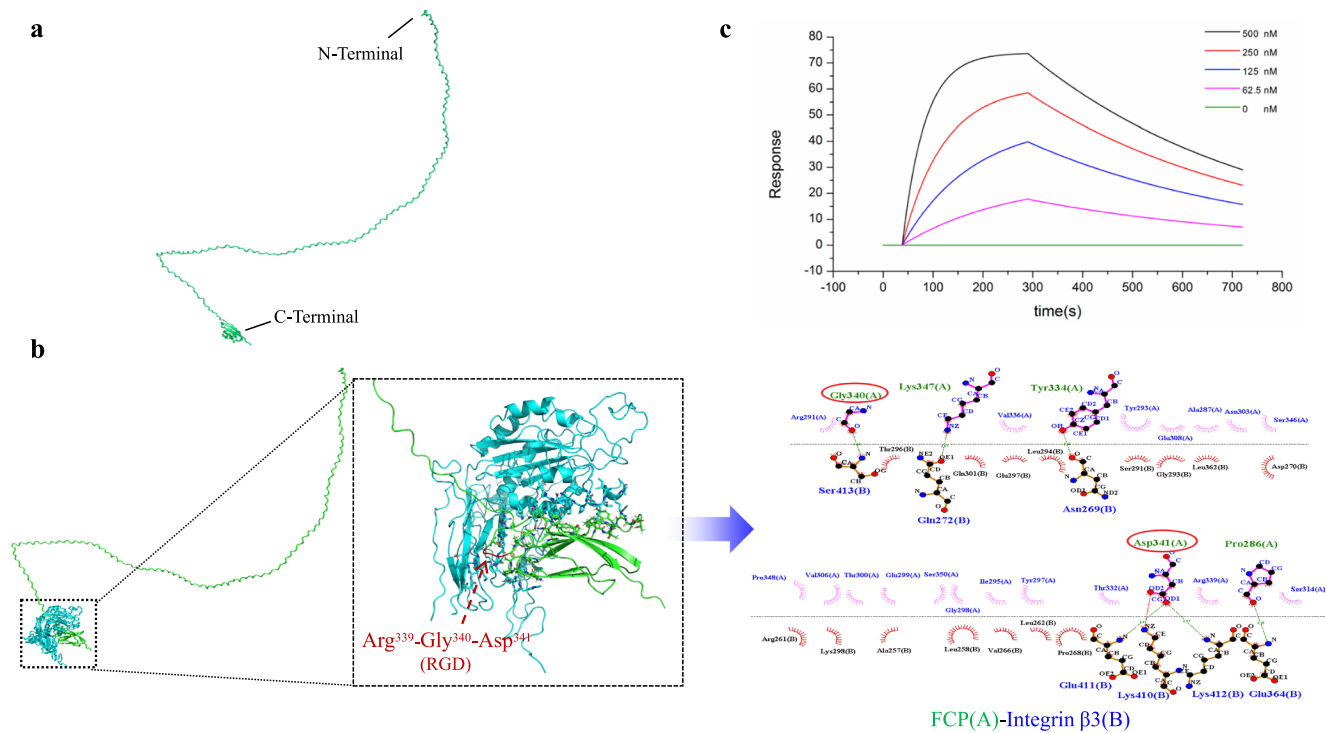 a
N-Terminal
C-Terminal
b
Arg339-Gly340-Asp341
(RGD)
c
500 nM
250 nM
125 nM
62.5 nM
0 nM
80
70
60
50
40
30
20
10
0
-10
Response
-100 0 100 200 300 400 500 600 700 800
time(s)
Gly340(A) Lys347(A) Tyr334(A)
Arg291(A) Val336(A) Tyr293(A) Glu308(A) Ala287(A) Asn303(A) Ser346(A)
Thr296(B) Gln301(B) Glu297(B) Leu294(B) Ser291(B) Gly293(B) Leu362(B) Asp270(B)
Ser413(B) Gln272(B) Asn269(B)
Asp341(A) Pro286(A)
Pro348(A) Val306(A) Thr300(A) Glu299(A) Ser350(A) Gly298(A) Ile295(A) Tyr297(A) Thr332(A) Arg339(A) Ser314(A)
Arg261(B) Lys298(B) Ala257(B) Leu258(B) Val266(B) Leu262(B) Pro268(B)
Glu411(B) Lys410(B) Lys412(B) Glu364(B)
FCP(A)-Integrin β3(B)